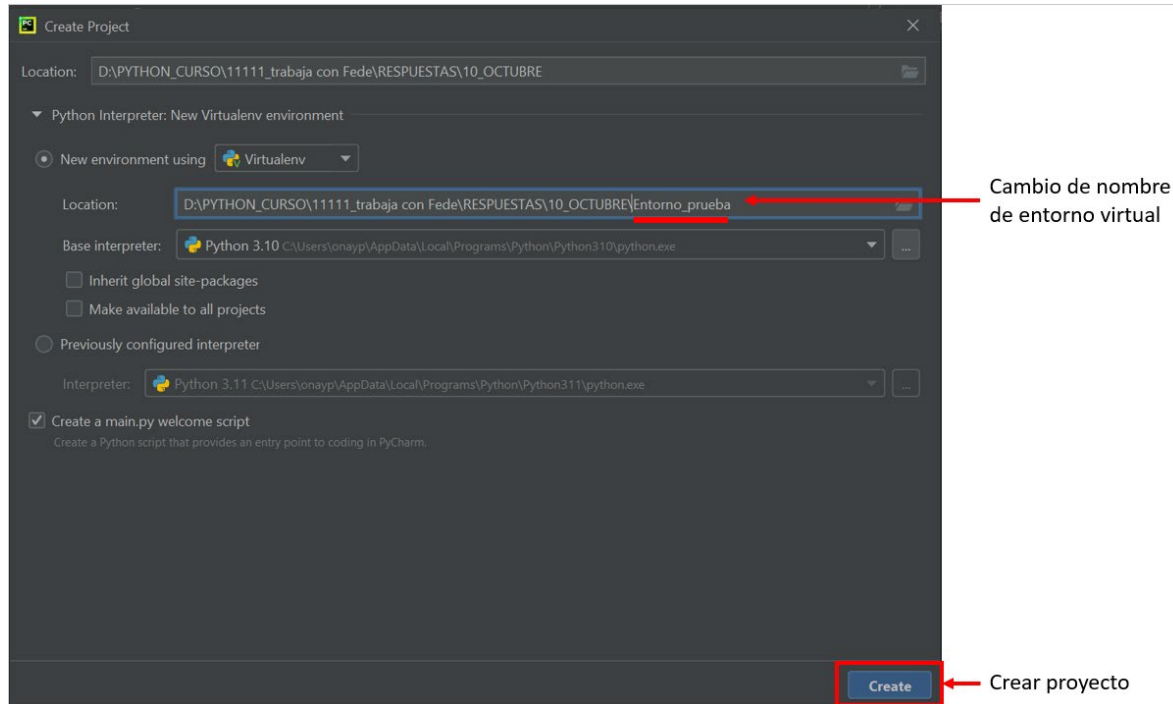 Create Project
Location: D:\PYTHON_CURSO\11111_trabaja con Fede\RESPUESTAS\10_OCTUBRE
Python Interpreter: New Virtualenv environment
New environment using Virtualenv
Location: D:\PYTHON_CURSO\11111_trabaja con Fede\RESPUESTAS\10_OCTUBRE\Entorno_prueba
Cambio de nombre
de entorno virtual
Base interpreter: Python 3.10 C:\Users\onayp\AppData\Local\Programs\Python\Python310\python.exe
...
Inherit global site-packages
Make available to all projects
Previously configured interpreter
Interpreter: Python 3.11 C:\Users\onayp\AppData\Local\Programs\Python\Python311\python.exe
...
Create a main.py welcome script
Create a Python script that provides an entry point to coding in PyCharm.
Create
Crear proyecto